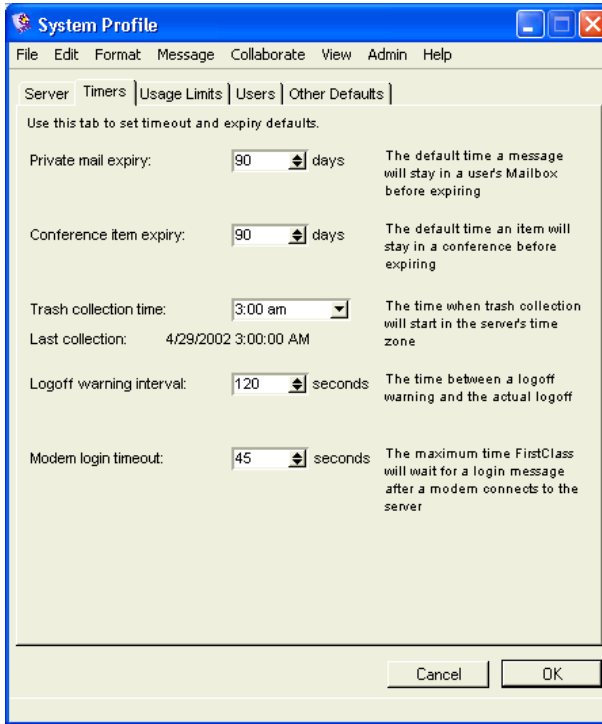 System Profile
File Edit Format Message Collaborate View Admin Help
Server Timers Usage Limits Users Other Defaults
Use this tab to set timeout and expiry defaults.
Private mail expiry: 90 days
The default time a message
will stay in a user's Mailbox
before expiring
Conference item expiry: 90 days
The default time an item will
stay in a conference before
expiring
Trash collection time: 3:00 am
The time when trash collection
will start in the server's time
zone
Last collection: 4/29/2002 3:00:00 AM
Logoff warning interval: 120 seconds
The time between a logoff
warning and the actual logoff
Modem login timeout: 45 seconds
The maximum time FirstClass
will wait for a login message
after a modem connects to the
server
Cancel OK